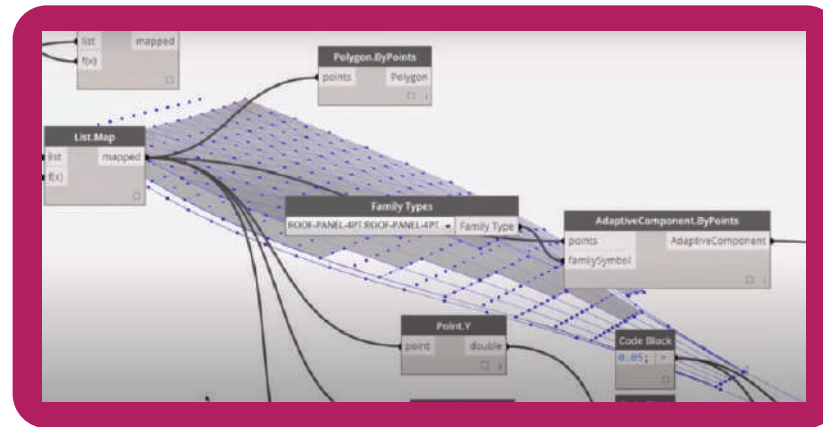 list mapped
f(x)
Polygon.ByPoints
points Polygon
List.Map
list mapped
f(x)
Family Types
ROOF-PANEL-4PT:ROOF-PANEL-4PT Family Type
AdaptiveComponent.ByPoints
points AdaptiveComponent
familySymbol
Point.Y
point double
Code Block
0.05; >